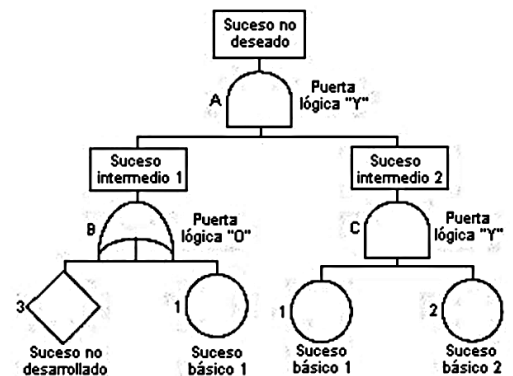 Suceso no
deseado
A
Puerta
lógica "Y"
Suceso
intermedio 1
Suceso
intermedio 2
B
Puerta
lógica "O"
C
Puerta
lógica "Y"
3
1
1
2
Suceso no
desarrollado
Suceso
básico 1
Suceso
básico 1
Suceso
básico 2